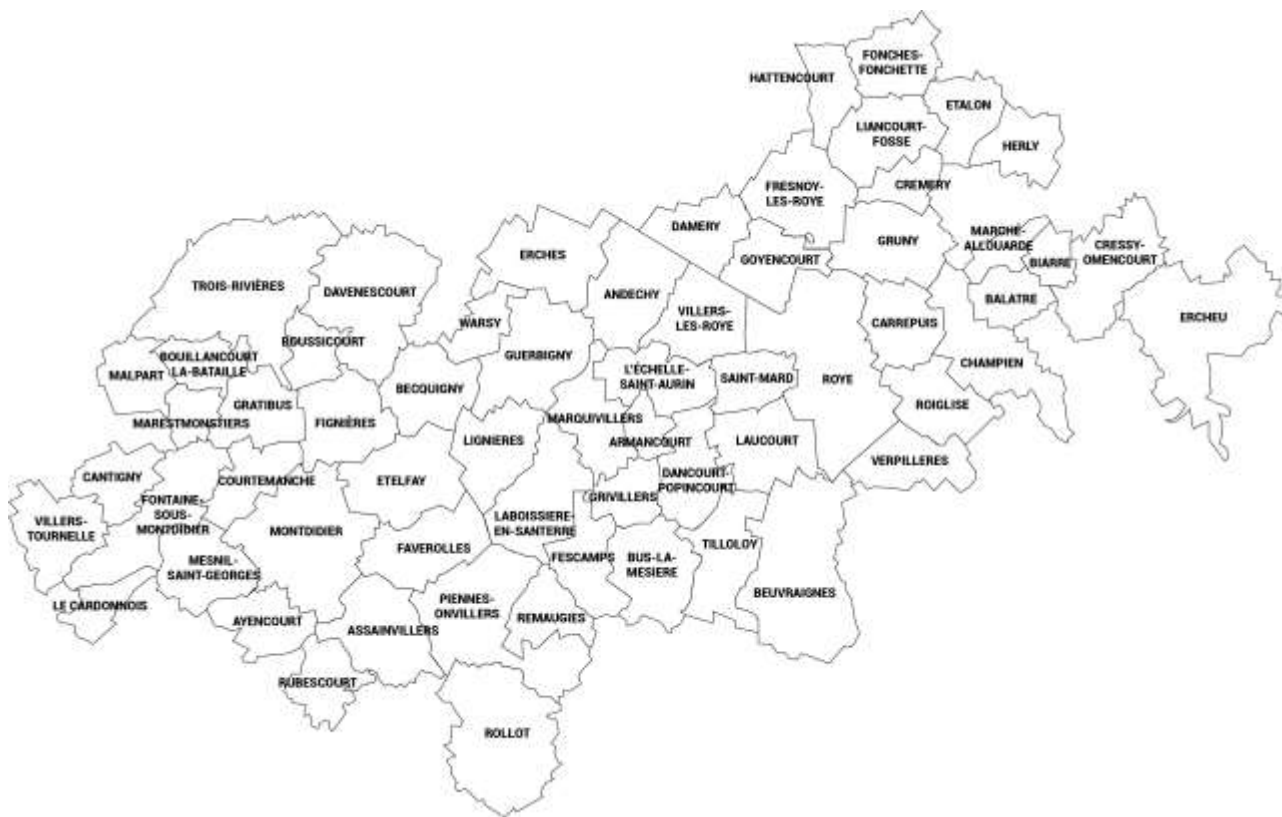 FONCHES-
FONCHETTE
HATTENCOURT
ETALON
LIANCOURT-
FOSSE
HERLY
CREMERY
FRESNOY-
LES-ROYE
DAMERY
MARCHÉ-
ALLOUARDE
GRUNY
CRESSY-
OMENCOURT
ERCHES
GOYENCOURT
BIARRE
TROIS-RIVIÈRES
DAVENESCOURT
ANDECHY
BALATRE
VILLERS-
LES-ROYE
ERCHEU
WARSY
CARREPUIS
BOUSSICOURT
BOUILLANCOURT
LA-BATAILLE
GUERBIGNY
CHAMPIEN
MALPART
L'ÉCHELLE-
SAINT-AURIN
SAINT-MARD
ROYE
BECQUIGNY
GRATIBUS
ROIGLISE
MARESTMONSTIERS
FIGNIÈRES
MARQUIVILLERS
LIGNIERES
ARMANCOURT
LAUCOURT
VERPILLERES
CANTIGNY
COURTEMANCHE
ETELFAY
DANCOURT-
POPINCOURT
FONTAINE-
SOUS-
MONTDIDIER
GRIVILLERS
VILLERS-
TOURNELLE
LABOISSIERE-
EN-SANTERRE
MONTDIDIER
FAVEROLLES
TILLOLOY
MESNIL-
SAINT-GEORGES
FESCAMPS
BUS-LA-
MESIERE
BEUVRAIGNES
LE CARDONNOIS
PIENNES-
ONVILLERS
AYENCOURT
REMAUGIES
ASSAINVILLERS
RUBESCOURT
ROLLOT